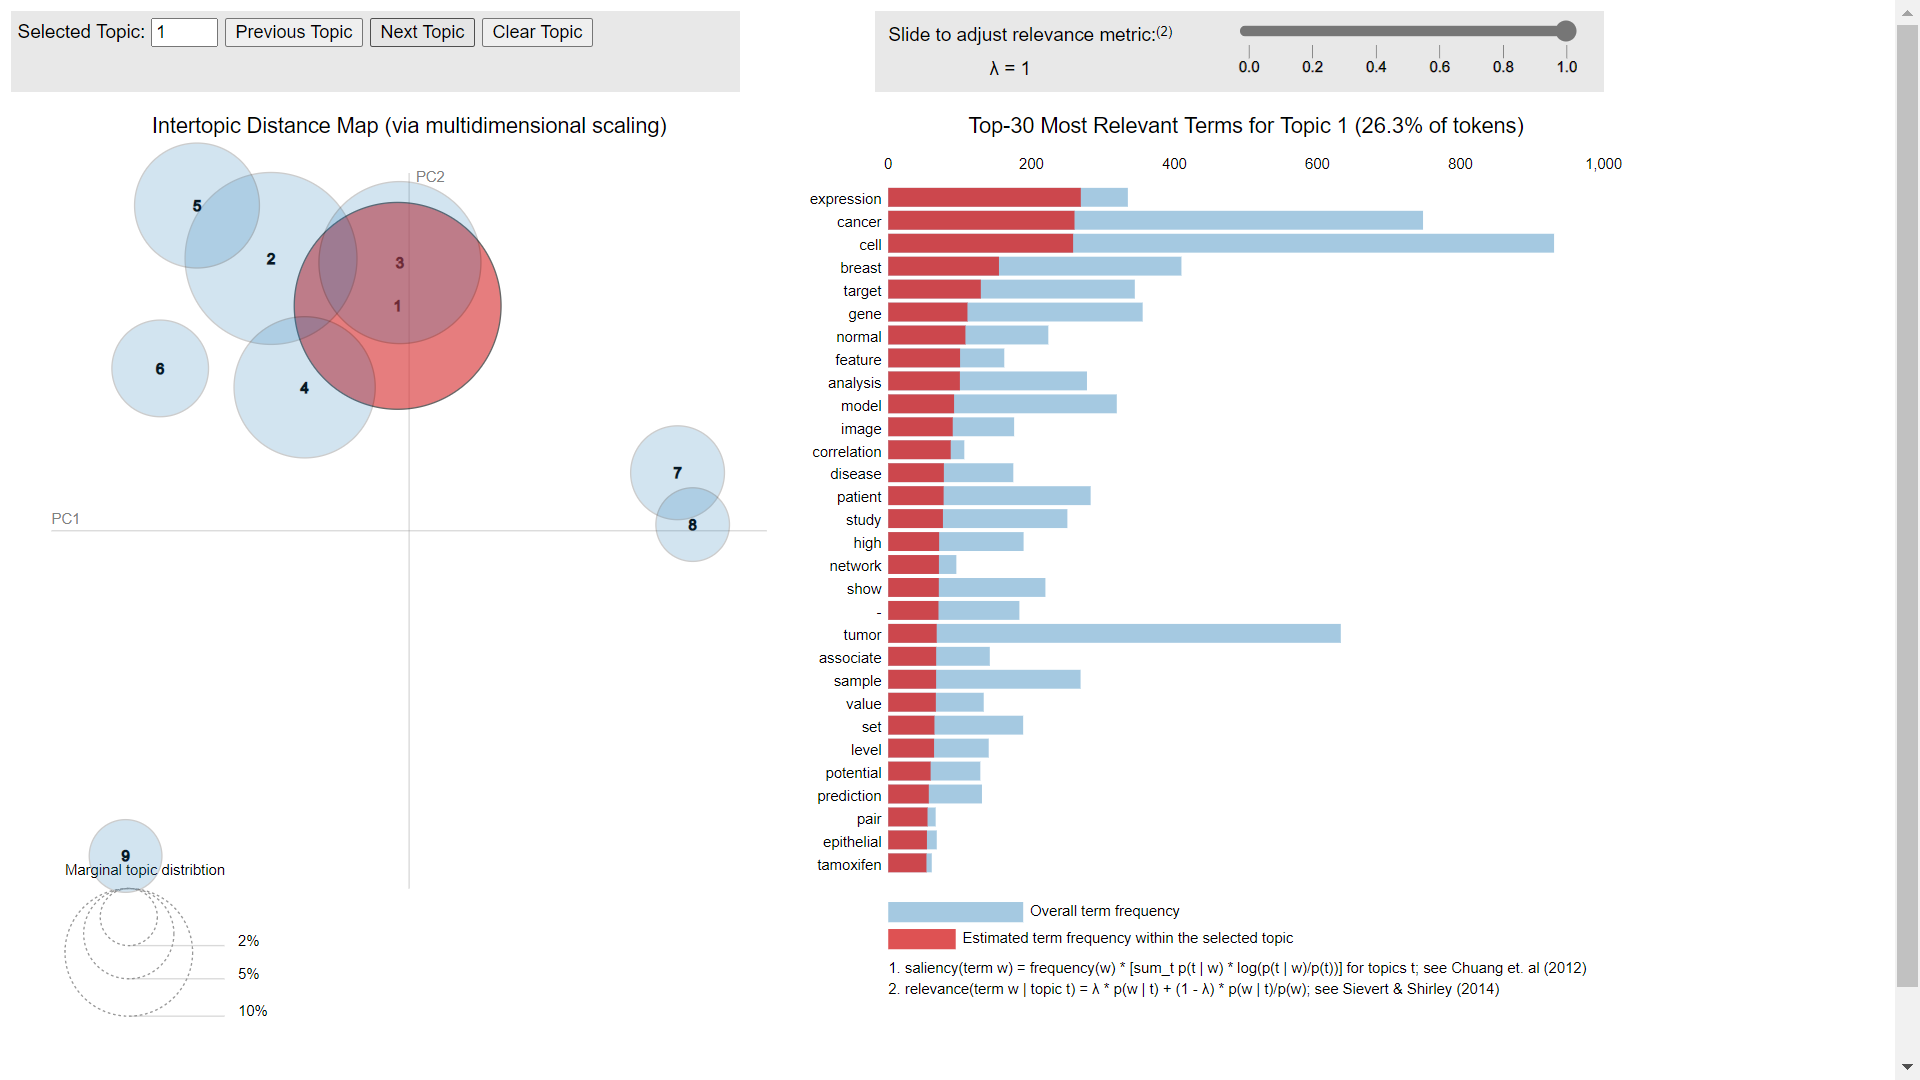 Selected Topic: 1 Previous Topic Next Topic Clear Topic
Slide to adjust relevance metric:(2)
λ = 1
0.0 0.2 0.4 0.6 0.8 1.0
Intertopic Distance Map (via multidimensional scaling)
PC2
PC1
5
2
3
1
6
4
7
8
9
Marginal topic distribtion
2%
5%
10%
Top-30 Most Relevant Terms for Topic 1 (26.3% of tokens)
0 200 400 600 800 1,000
expression
cancer
cell
breast
target
gene
normal
feature
analysis
model
image
correlation
disease
patient
study
high
network
show
-
tumor
associate
sample
value
set
level
potential
prediction
pair
epithelial
tamoxifen
Overall term frequency
Estimated term frequency within the selected topic
1. saliency(term w) = frequency(w) * [sum_t p(t | w) * log(p(t | w)/p(t))] for topics t; see Chuang et. al (2012)
2. relevance(term w | topic t) = λ * p(w | t) + (1 - λ) * p(w | t)/p(w); see Sievert & Shirley (2014)